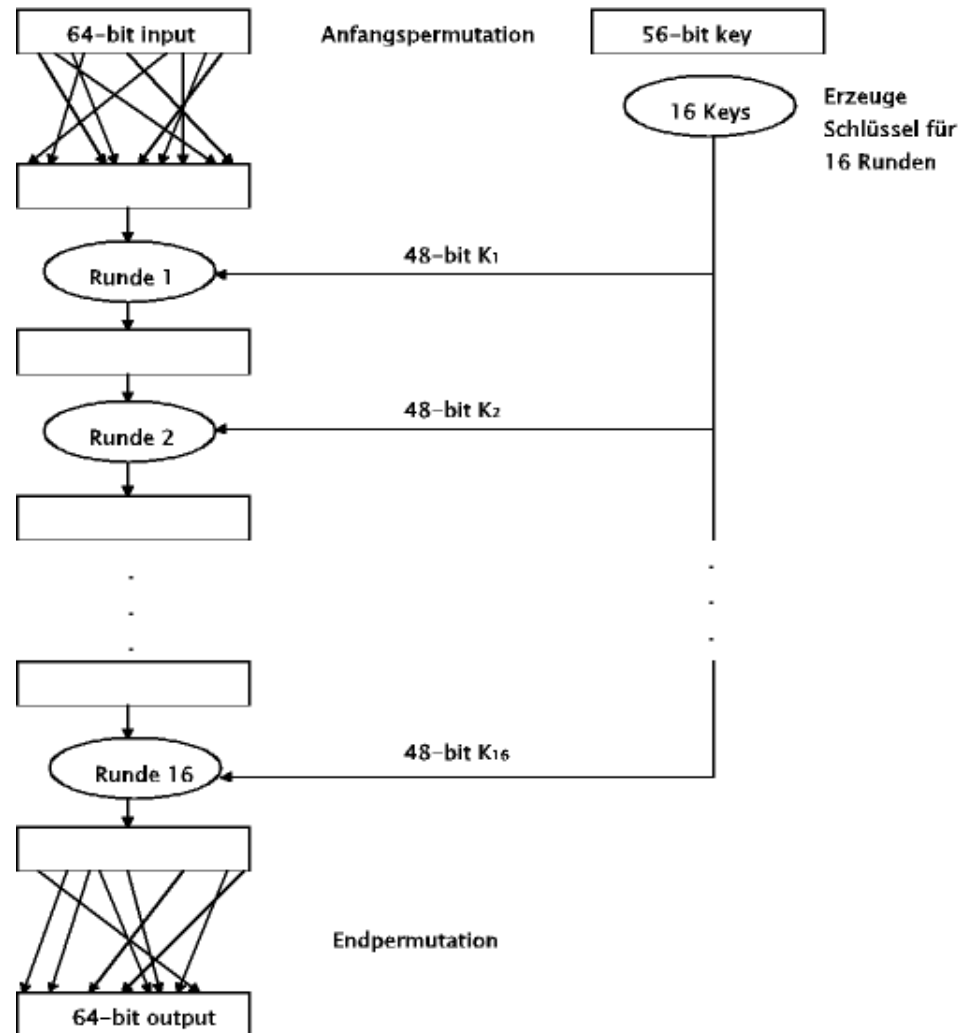 64-bit input
Anfangspermutation
56-bit key
16 Keys
Erzeuge
Schlüssel für
16 Runden
48-bit K₁
Runde 1
48-bit K₂
Runde 2
48-bit K₁₆
Runde 16
Endpermutation
64-bit output